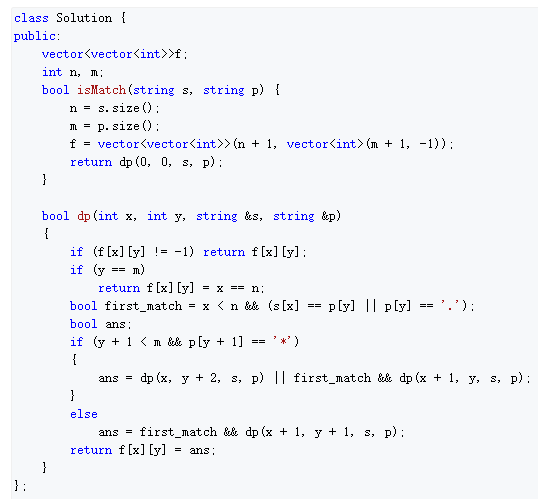 class Solution {
public:
    vector<vector<int>>f;
    int n, m;
    bool isMatch(string s, string p) {
        n = s.size();
        m = p.size();
        f = vector<vector<int>>(n + 1, vector<int>(m + 1, -1));
        return dp(0, 0, s, p);
    }

    bool dp(int x, int y, string &s, string &p)
    {
        if (f[x][y] != -1) return f[x][y];
        if (y == m)
            return f[x][y] = x == n;
        bool first_match = x < n && (s[x] == p[y] || p[y] == '.');
        bool ans;
        if (y + 1 < m && p[y + 1] == '*')
        {
            ans = dp(x, y + 2, s, p) || first_match && dp(x + 1, y, s, p);
        }
        else
            ans = first_match && dp(x + 1, y + 1, s, p);
        return f[x][y] = ans;
    }
};